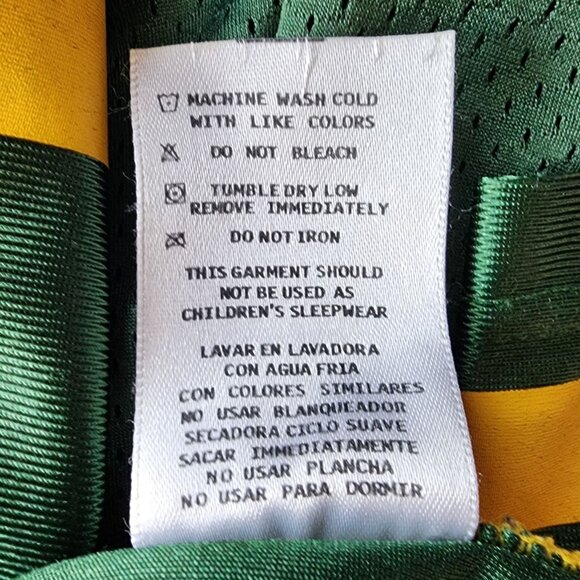 MACHINE WASH COLD
WITH LIKE COLORS
DO NOT BLEACH
TUMBLE DRY LOW
REMOVE IMMEDIATELY
DO NOT IRON
THIS GARMENT SHOULD
NOT BE USED AS
CHILDREN'S SLEEPWEAR
LAVAR EN LAVADORA
CON AGUA FRIA
CON COLORES SIMILARES
NO USAR BLANQUEADOR
SECADORA CICLO SUAVE
SACAR IMMEDIATAMENTE
NO USAR PLANCHA
NO USAR PARA DORMIR